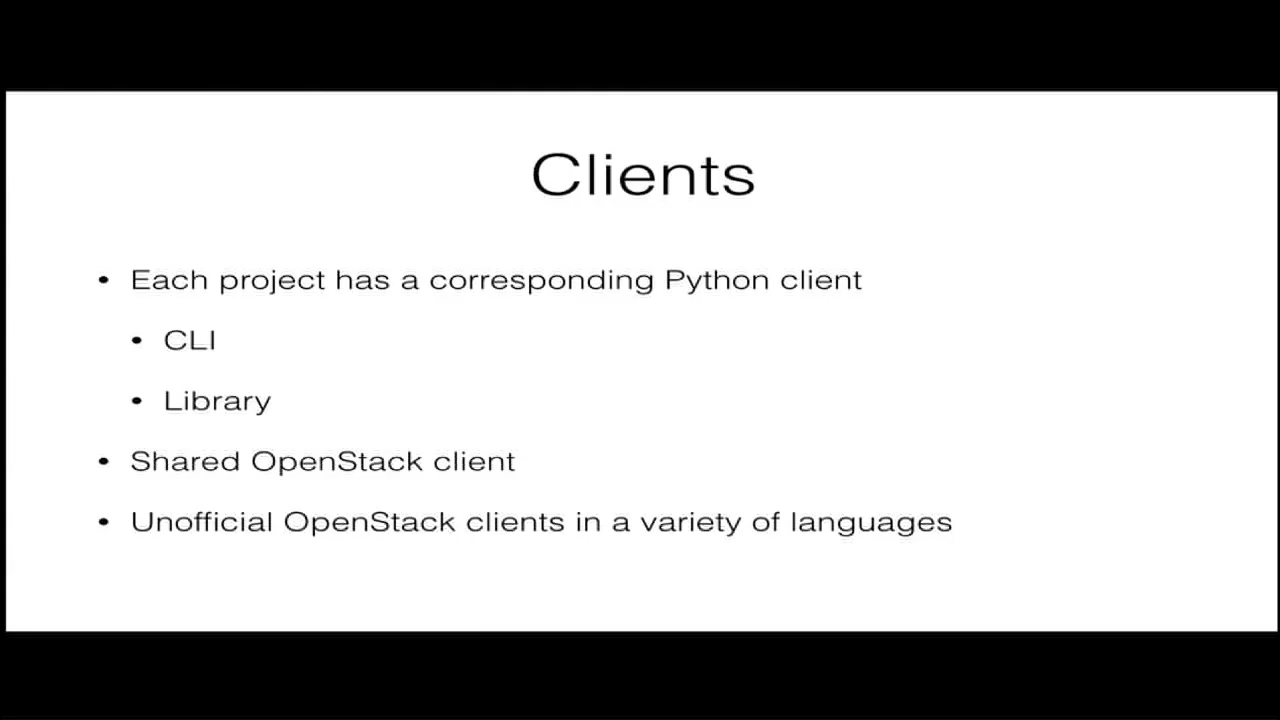 Clients
• Each project has a corresponding Python client
• CLI
• Library
• Shared OpenStack client
• Unofficial OpenStack clients in a variety of languages